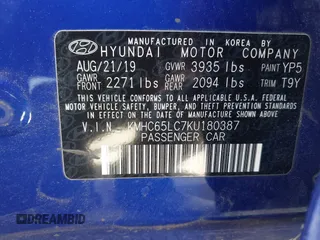 MANUFACTURED IN KOREA BY
HYUNDAI MOTOR COMPANY
AUG/21/19 GVWR 3935 lbs PAINT YP5
GAWR FRONT 2271 lbs GAWR REAR 2094 lbs TRIM T9Y
THIS VEHICLE CONFORMS TO ALL APPLICABLE
FEDERAL MOTOR VEHICLE SAFETY, BUMPER, AND
THEFT PREVENTION STANDARDS IN EFFECT ON
THE DATE OF MANUFACTURE SHOWN ABOVE.
V.I.N. KMHC65LC7KU180387
PASSENGER CAR
DREAMBID